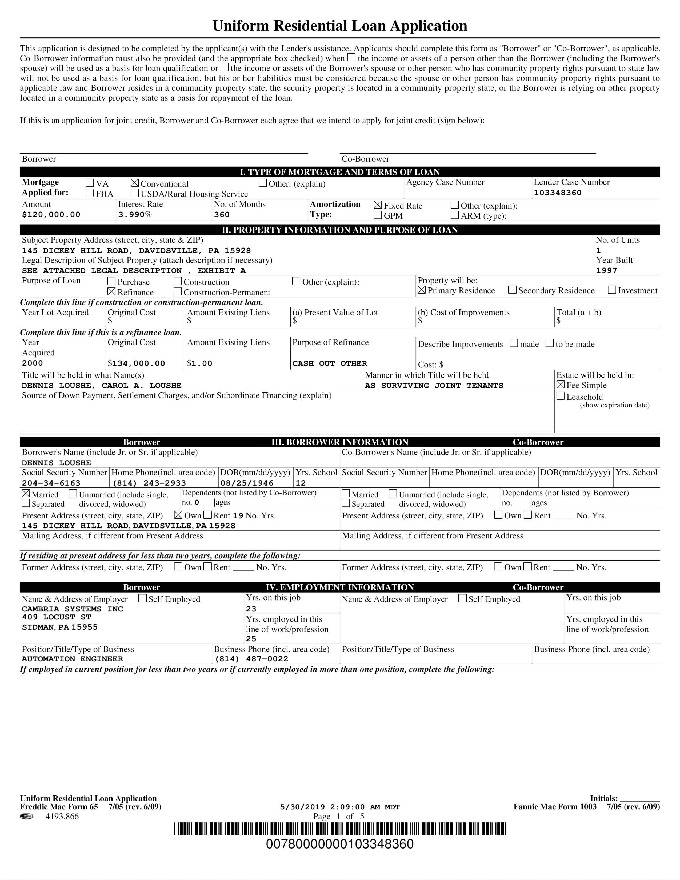 Uniform Residential Loan Application
This application is designed to be completed by the applicant(s) with the Lender's assistance. Applicants should complete this form as "Borrower" or "Co-Borrower", as applicable.
Co-Borrower information must also be provided (and the appropriate box checked) when ☐ the income or assets of a person other than the Borrower (including the Borrower's
spouse) will be used as a basis for loan qualification or ☐ the income or assets of the Borrower's spouse or other person who has community property rights pursuant to state law
will not be used as a basis for loan qualification, but his or her liabilities must be considered because the spouse or other person has community property rights pursuant to
applicable law and Borrower resides in a community property state, the security property is located in a community property state, or the Borrower is relying on other property
located in a community property state as a basis for repayment of the loan.
If this is an application for joint credit, Borrower and Co-Borrower each agree that we intend to apply for joint credit (sign below):
Borrower Co-Borrower
I. TYPE OF MORTGAGE AND TERMS OF LOAN
Mortgage ☐ VA ☒ Conventional ☐ Other: (explain) Agency Case Number Lender Case Number
Applied for: ☐ FHA ☐ USDA/Rural Housing Service 103348360
Amount Interest Rate No. of Months Amortization ☒ Fixed Rate ☐ Other (explain):
$120,000.00 3.990% 360 Type: ☐ GPM ☐ ARM (type):
II. PROPERTY INFORMATION AND PURPOSE OF LOAN
Subject Property Address (street, city, state & ZIP) No. of Units
145 DICKEY HILL ROAD, DAVIDSVILLE, PA 15928 1
Legal Description of Subject Property (attach description if necessary) Year Built
SEE ATTACHED LEGAL DESCRIPTION , EXHIBIT A 1997
Purpose of Loan ☐ Purchase ☐ Construction ☐ Other (explain): Property will be:
☒ Refinance ☐ Construction-Permanent ☒ Primary Residence ☐ Secondary Residence ☐ Investment
Complete this line if construction or construction-permanent loan.
Year Lot Acquired Original Cost Amount Existing Liens (a) Present Value of Lot (b) Cost of Improvements Total (a + b)
$ $ $ $ $
Complete this line if this is a refinance loan.
Year Original Cost Amount Existing Liens Purpose of Refinance Describe Improvements ☐ made ☐ to be made
Acquired
2000 $134,000.00 $1.00 CASH OUT OTHER Cost: $
Title will be held in what Name(s) Manner in which Title will be held Estate will be held in:
DENNIS LOUSHE, CAROL A. LOUSHE AS SURVIVING JOINT TENANTS ☒ Fee Simple
Source of Down Payment, Settlement Charges, and/or Subordinate Financing (explain) ☐ Leasehold
(show expiration date)
Borrower III. BORROWER INFORMATION Co-Borrower
Borrower's Name (include Jr. or Sr. if applicable) Co-Borrower's Name (include Jr. or Sr. if applicable)
DENNIS LOUSHE
Social Security Number Home Phone(incl. area code) DOB(mm/dd/yyyy) Yrs. School Social Security Number Home Phone(incl. area code) DOB(mm/dd/yyyy) Yrs. School
204-34-6163 (814) 243-2933 08/25/1946 12
☒ Married ☐ Unmarried (include single, Dependents (not listed by Co-Borrower) ☐ Married ☐ Unmarried (include single, Dependents (not listed by Borrower)
☐ Separated divorced, widowed) no. 0 ages ☐ Separated divorced, widowed) no. ages
Present Address (street, city, state, ZIP) ☒ Own ☐ Rent 19 No. Yrs. Present Address (street, city, state, ZIP) ☐ Own ☐ Rent ____ No. Yrs.
145 DICKEY HILL ROAD, DAVIDSVILLE, PA 15928
Mailing Address, if different from Present Address Mailing Address, if different from Present Address
If residing at present address for less than two years, complete the following:
Former Address (street, city, state, ZIP) ☐ Own ☐ Rent ____ No. Yrs. Former Address (street, city, state, ZIP) ☐ Own ☐ Rent ____ No. Yrs.
Borrower IV. EMPLOYMENT INFORMATION Co-Borrower
Name & Address of Employer ☐ Self Employed Yrs. on this job Name & Address of Employer ☐ Self Employed Yrs. on this job
CAMBRIA SYSTEMS INC 23
409 LOCUST ST Yrs. employed in this Yrs. employed in this
SIDMAN, PA 15955 line of work/profession line of work/profession
25
Position/Title/Type of Business Business Phone (incl. area code) Position/Title/Type of Business Business Phone (incl. area code)
AUTOMATION ENGINEER (814) 487-0022
If employed in current position for less than two years or if currently employed in more than one position, complete the following:
Uniform Residential Loan Application Initials: ________
Freddie Mac Form 65 7/05 (rev. 6/09) 5/30/2019 2:09:00 AM MDT Fannie Mae Form 1003 7/05 (rev. 6/09)
4193.866 Page 1 of 5
00780000000103348360